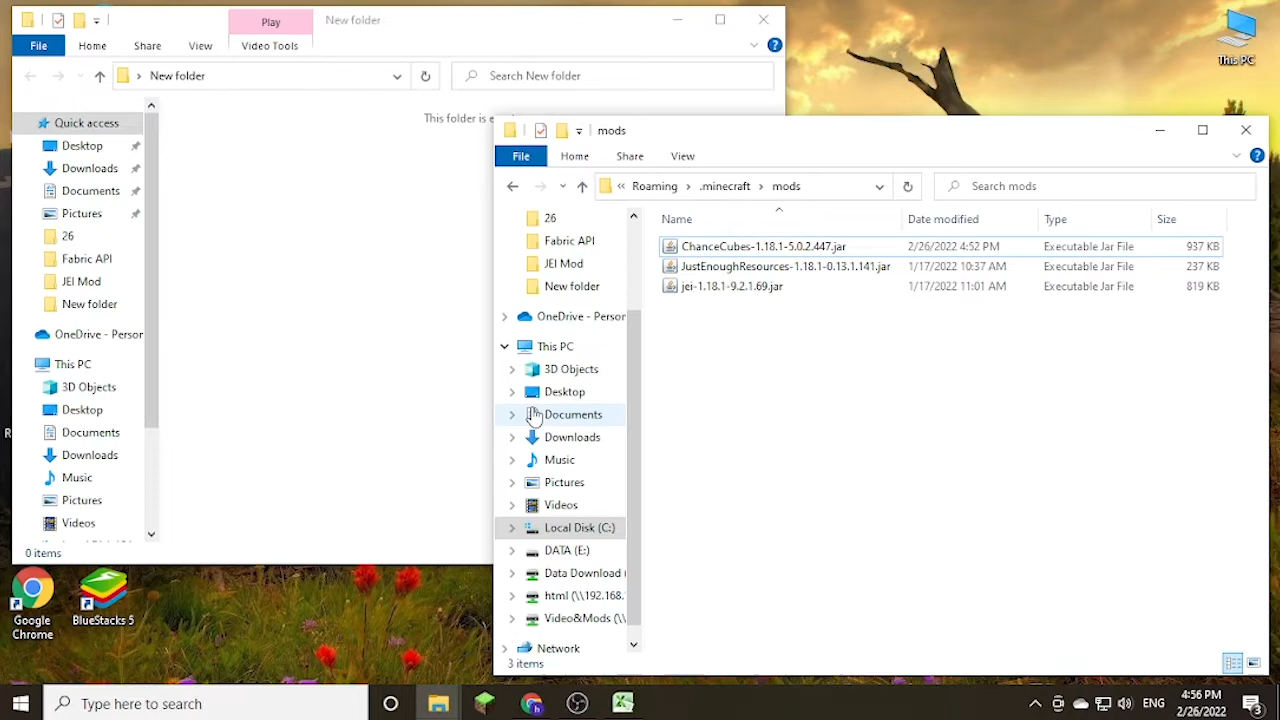 Play
New folder
File
Home
Share
View
Video Tools
New folder
Search New folder
This folder is e
Quick access
Desktop
Downloads
Documents
Pictures
26
Fabric API
JEI Mod
New folder
OneDrive - Person
This PC
3D Objects
Desktop
Documents
Downloads
Music
Pictures
Videos
0 items
mods
File
Home
Share
View
Roaming
.minecraft
mods
Search mods
Name
Date modified
Type
Size
ChanceCubes-1.18.1-5.0.2.447.jar 2/26/2022 4:52 PM Executable Jar File 937 KB
JustEnoughResources-1.18.1-0.13.1.141.jar 1/17/2022 10:37 AM Executable Jar File 237 KB
jei-1.18.1-9.2.1.69.jar 1/17/2022 11:01 AM Executable Jar File 819 KB
26
Fabric API
JEI Mod
New folder
OneDrive - Person
This PC
3D Objects
Desktop
Documents
Downloads
Music
Pictures
Videos
Local Disk (C:)
DATA (E:)
Data Download (
html (\\192.168.
Video&Mods (\\
Network
3 items
This PC
R
Google
Chrome
BlueStacks 5
Type here to search
ENG
4:56 PM
2/26/2022
3